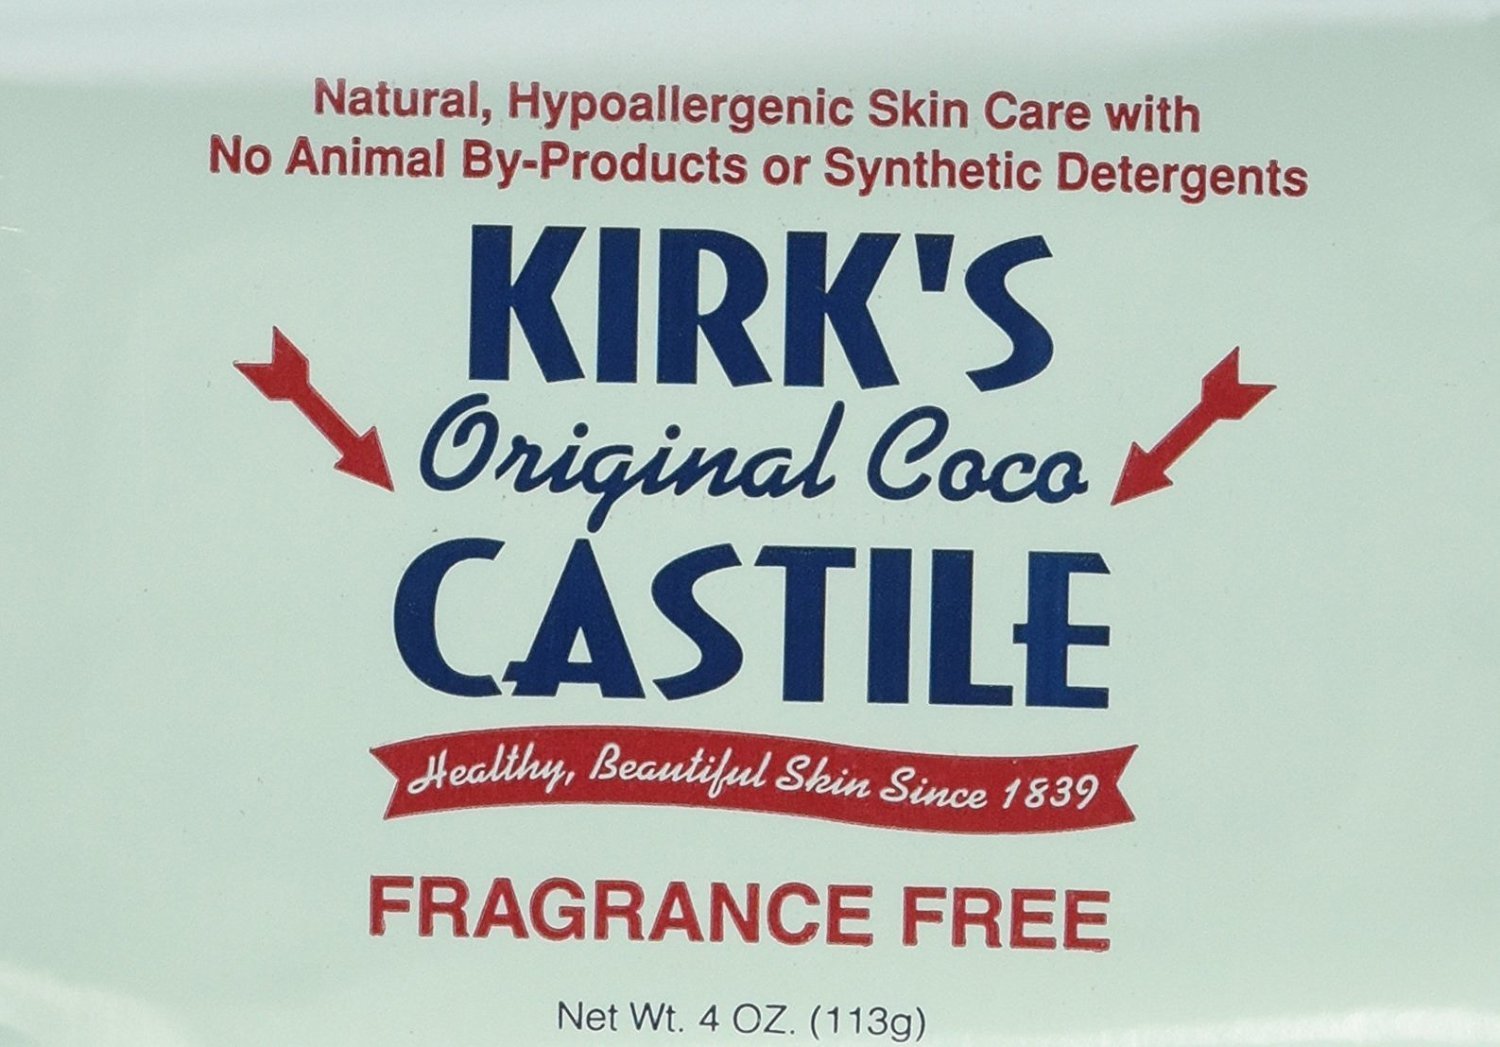 Natural, Hypoallergenic Skin Care with
No Animal By-Products or Synthetic Detergents
KIRK'S
Original Coco
CASTILE
Healthy, Beautiful Skin Since 1839
FRAGRANCE FREE
Net Wt. 4 OZ. (113g)